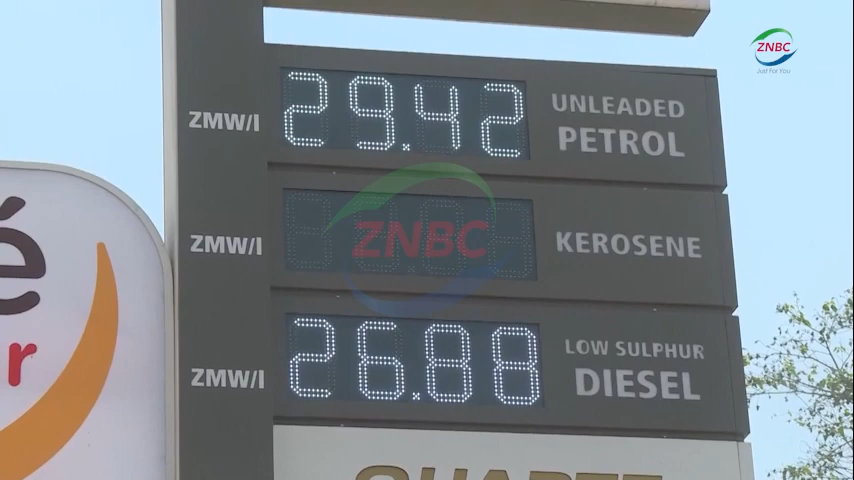 ZNBC
Just For You
ZMW/l
29.42
UNLEADED
PETROL
ZNBC
ZMW/l
KEROSENE
ZMW/l
26.88
LOW SULPHUR
DIESEL
é
r